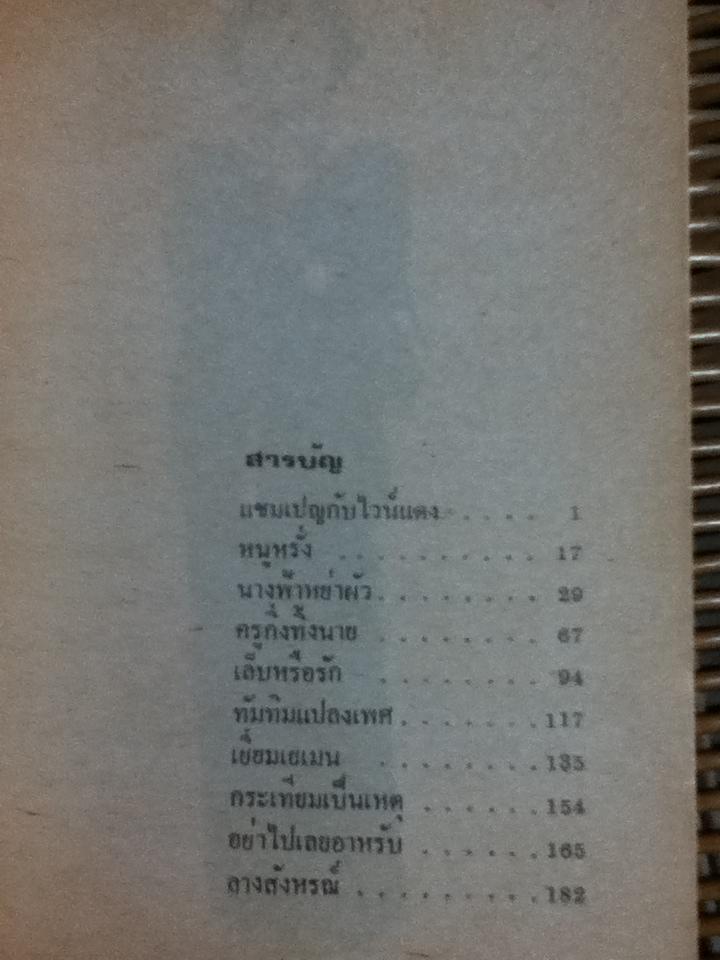 สารบัญ
แชมเปญกับไวน์แดง . . . . . 1
หนูหรั่ง . . . . . . . . . 17
นางฟ้าหย่าผัว . . . . . . . . 29
ครูกิ่งทิ้งนาย . . . . . . . . 67
เล็บหรือรัก . . . . . . . . 94
ทับทิมแปลงเพศ . . . . . . . 117
เยี่ยมเยเมน . . . . . . . . 135
กระเทียมเป็นเหตุ . . . . . . 154
อย่าไปเลยอาหรับ . . . . . . 165
ลางสังหรณ์ . . . . . . . . . 182